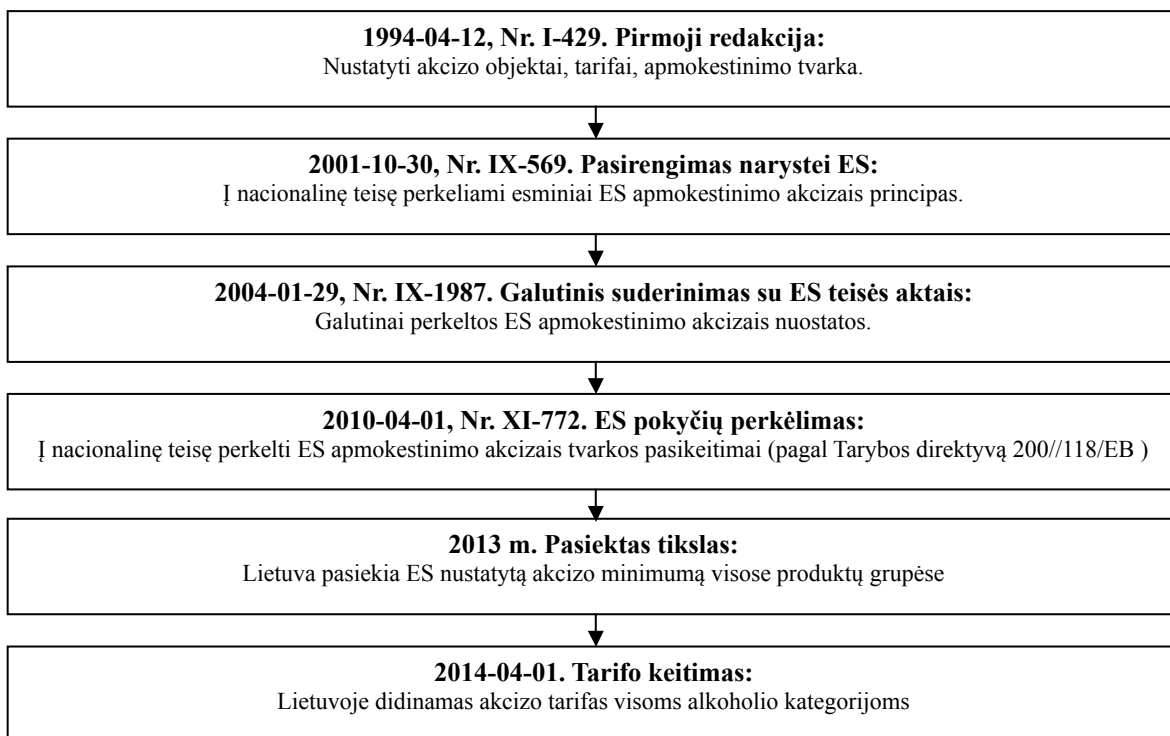 1994-04-12, Nr. I-429. Pirmoji redakcija:
Nustatyti akcizo objektai, tarifai, apmokestinimo tvarka.
2001-10-30, Nr. IX-569. Pasirengimas narystei ES:
Į nacionalinę teisę perkeliami esminiai ES apmokestinimo akcizais principas.
2004-01-29, Nr. IX-1987. Galutinis suderinimas su ES teisės aktais:
Galutinai perkeltos ES apmokestinimo akcizais nuostatos.
2010-04-01, Nr. XI-772. ES pokyčių perkėlimas:
Į nacionalinę teisę perkelti ES apmokestinimo akcizais tvarkos pasikeitimai (pagal Tarybos direktyvą 200//118/EB )
2013 m. Pasiektas tikslas:
Lietuva pasiekia ES nustatytą akcizo minimumą visose produktų grupėse
2014-04-01. Tarifo keitimas:
Lietuvoje didinamas akcizo tarifas visoms alkoholio kategorijoms